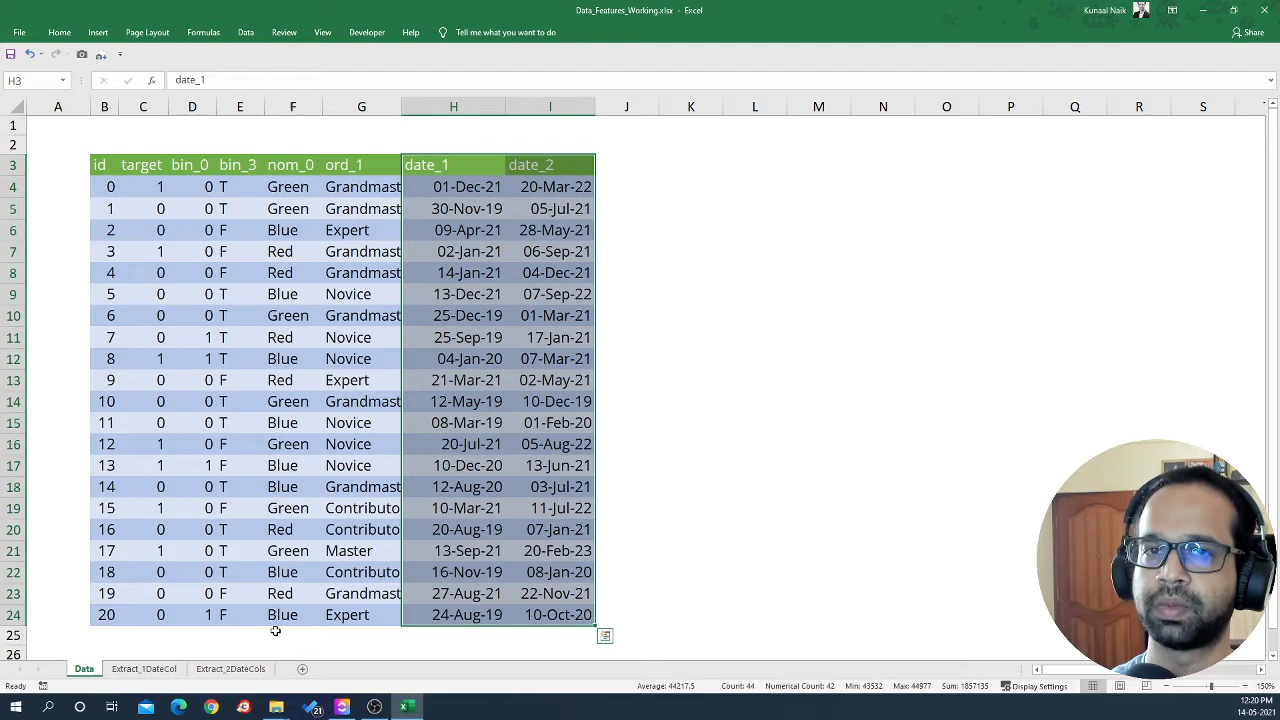 Data_Features_Working.xlsx - Excel
Kunaal Naik
File Home Insert Page Layout Formulas Data Review View Developer Help Tell me what you want to do Share
H3 fx date_1
A B C D E F G H I J K L M N O P Q R S
1
2
3 id target bin_0 bin_3 nom_0 ord_1 date_1 date_2
4 0 1 0 T Green Grandmast 01-Dec-21 20-Mar-22
5 1 0 0 T Green Grandmast 30-Nov-19 05-Jul-21
6 2 0 0 F Blue Expert 09-Apr-21 28-May-21
7 3 1 0 F Red Grandmast 02-Jan-21 06-Sep-21
8 4 0 0 F Red Grandmast 14-Jan-21 04-Dec-21
9 5 0 0 T Blue Novice 13-Dec-21 07-Sep-22
10 6 0 0 T Green Grandmast 25-Dec-19 01-Mar-21
11 7 0 1 T Red Novice 25-Sep-19 17-Jan-21
12 8 1 1 T Blue Novice 04-Jan-20 07-Mar-21
13 9 0 0 F Red Expert 21-Mar-21 02-May-21
14 10 0 0 T Green Grandmast 12-May-19 10-Dec-19
15 11 0 0 T Blue Novice 08-Mar-19 01-Feb-20
16 12 1 0 F Green Novice 20-Jul-21 05-Aug-22
17 13 1 1 F Blue Novice 10-Dec-20 13-Jun-21
18 14 0 0 T Blue Grandmast 12-Aug-20 03-Jul-21
19 15 1 0 F Green Contributo 10-Mar-21 11-Jul-22
20 16 0 0 T Red Contributo 20-Aug-19 07-Jan-21
21 17 1 0 T Green Master 13-Sep-21 20-Feb-23
22 18 0 0 T Blue Contributo 16-Nov-19 08-Jan-20
23 19 0 0 F Red Grandmast 27-Aug-21 22-Nov-21
24 20 0 1 F Blue Expert 24-Aug-19 10-Oct-20
25
26
Data Extract_1DateCol Extract_2DateCols
Ready Average: 44217.5 Count: 44 Numerical Count: 42 Min: 43532 Max: 44977 Sum: 1857135 Display Settings 150%
21
12:20 PM
14-05-2021